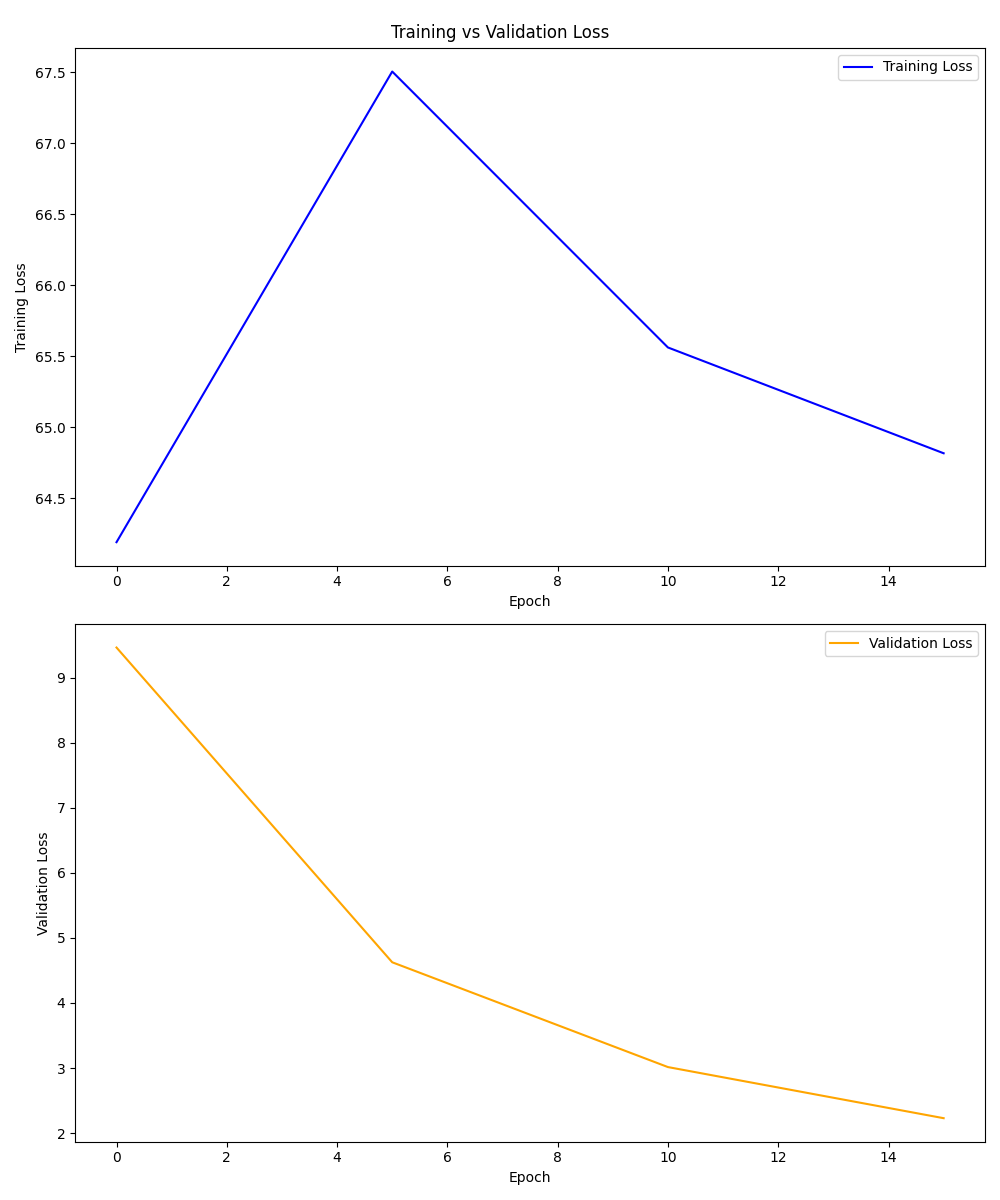 Training vs Validation Loss
Training Loss
67.5
67.0
66.5
66.0
65.5
65.0
64.5
Training Loss
0 2 4 6 8 10 12 14
Epoch
Validation Loss
9
8
7
6
5
4
3
2
Validation Loss
0 2 4 6 8 10 12 14
Epoch